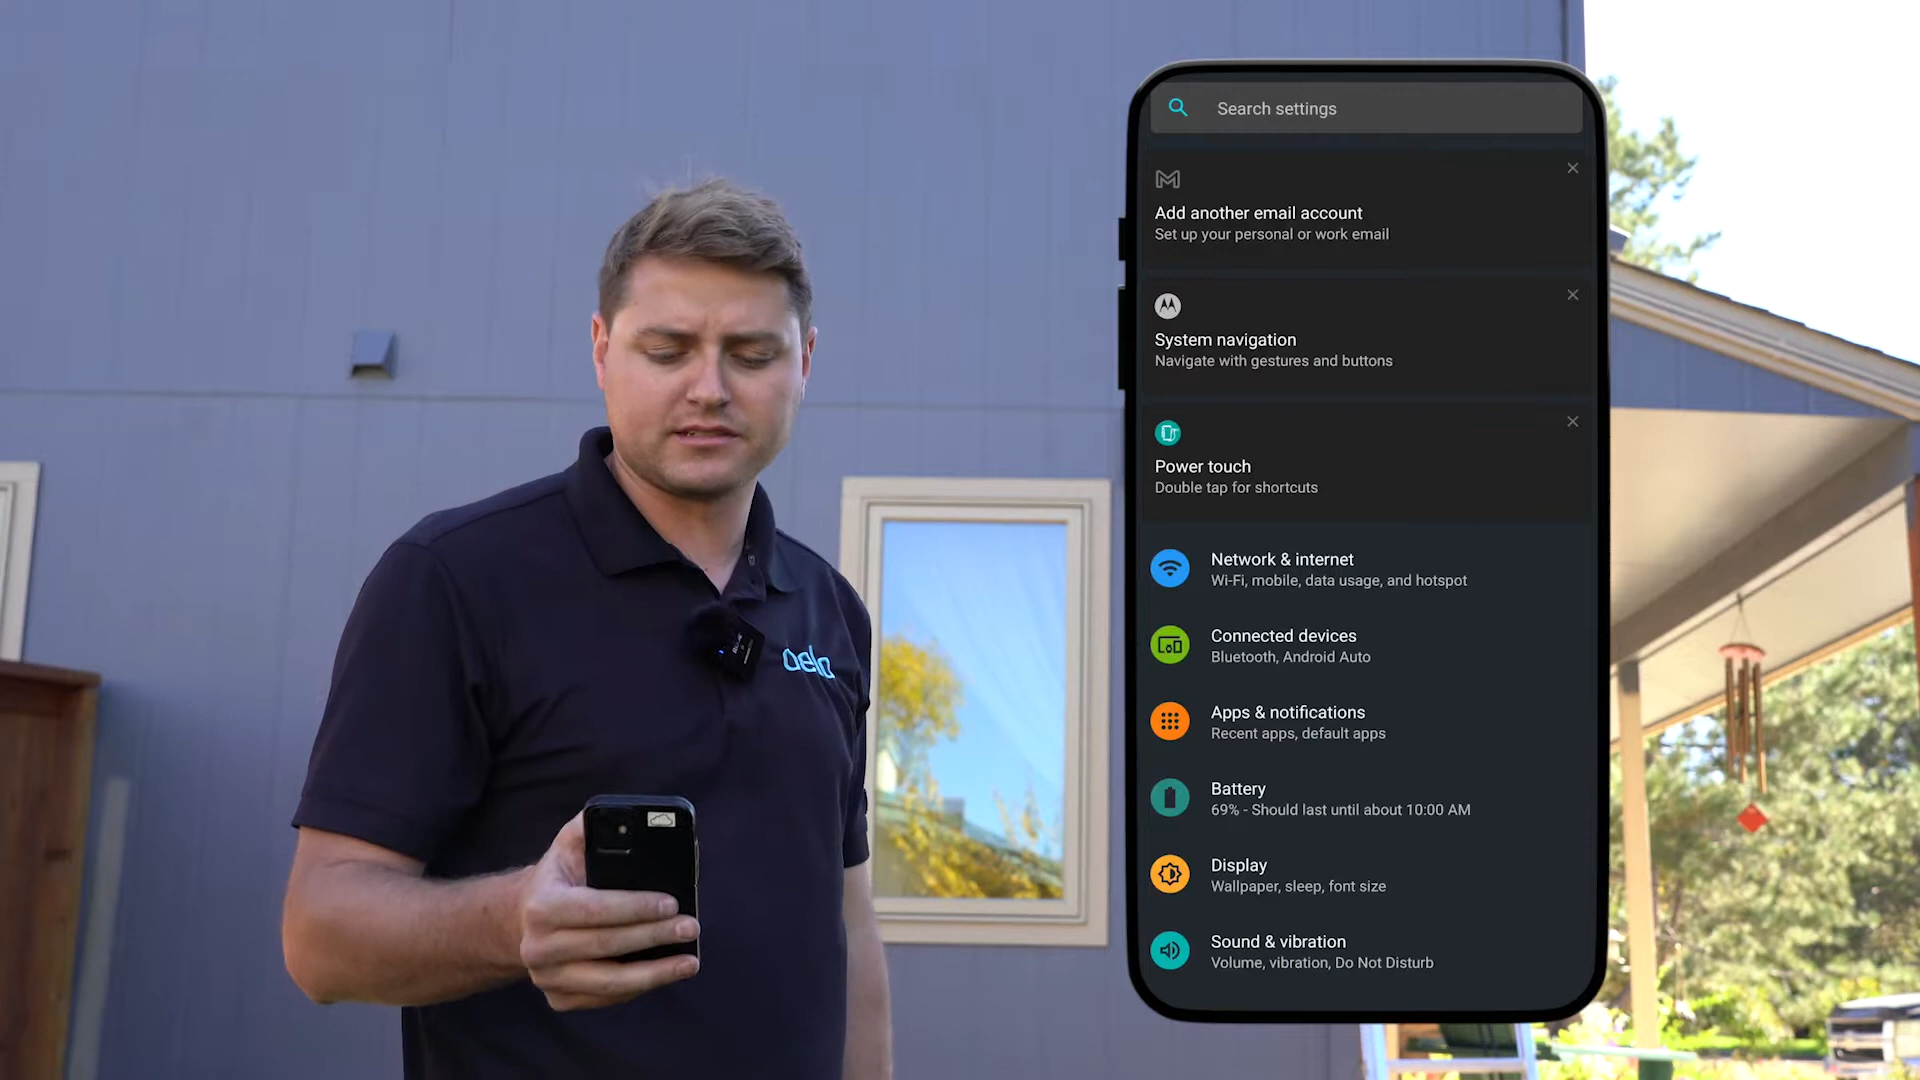 Search settings
Add another email account
Set up your personal or work email
System navigation
Navigate with gestures and buttons
Power touch
Double tap for shortcuts
Network & internet
Wi-Fi, mobile, data usage, and hotspot
Connected devices
Bluetooth, Android Auto
Apps & notifications
Recent apps, default apps
Battery
69% - Should last until about 10:00 AM
Display
Wallpaper, sleep, font size
Sound & vibration
Volume, vibration, Do Not Disturb
oelo